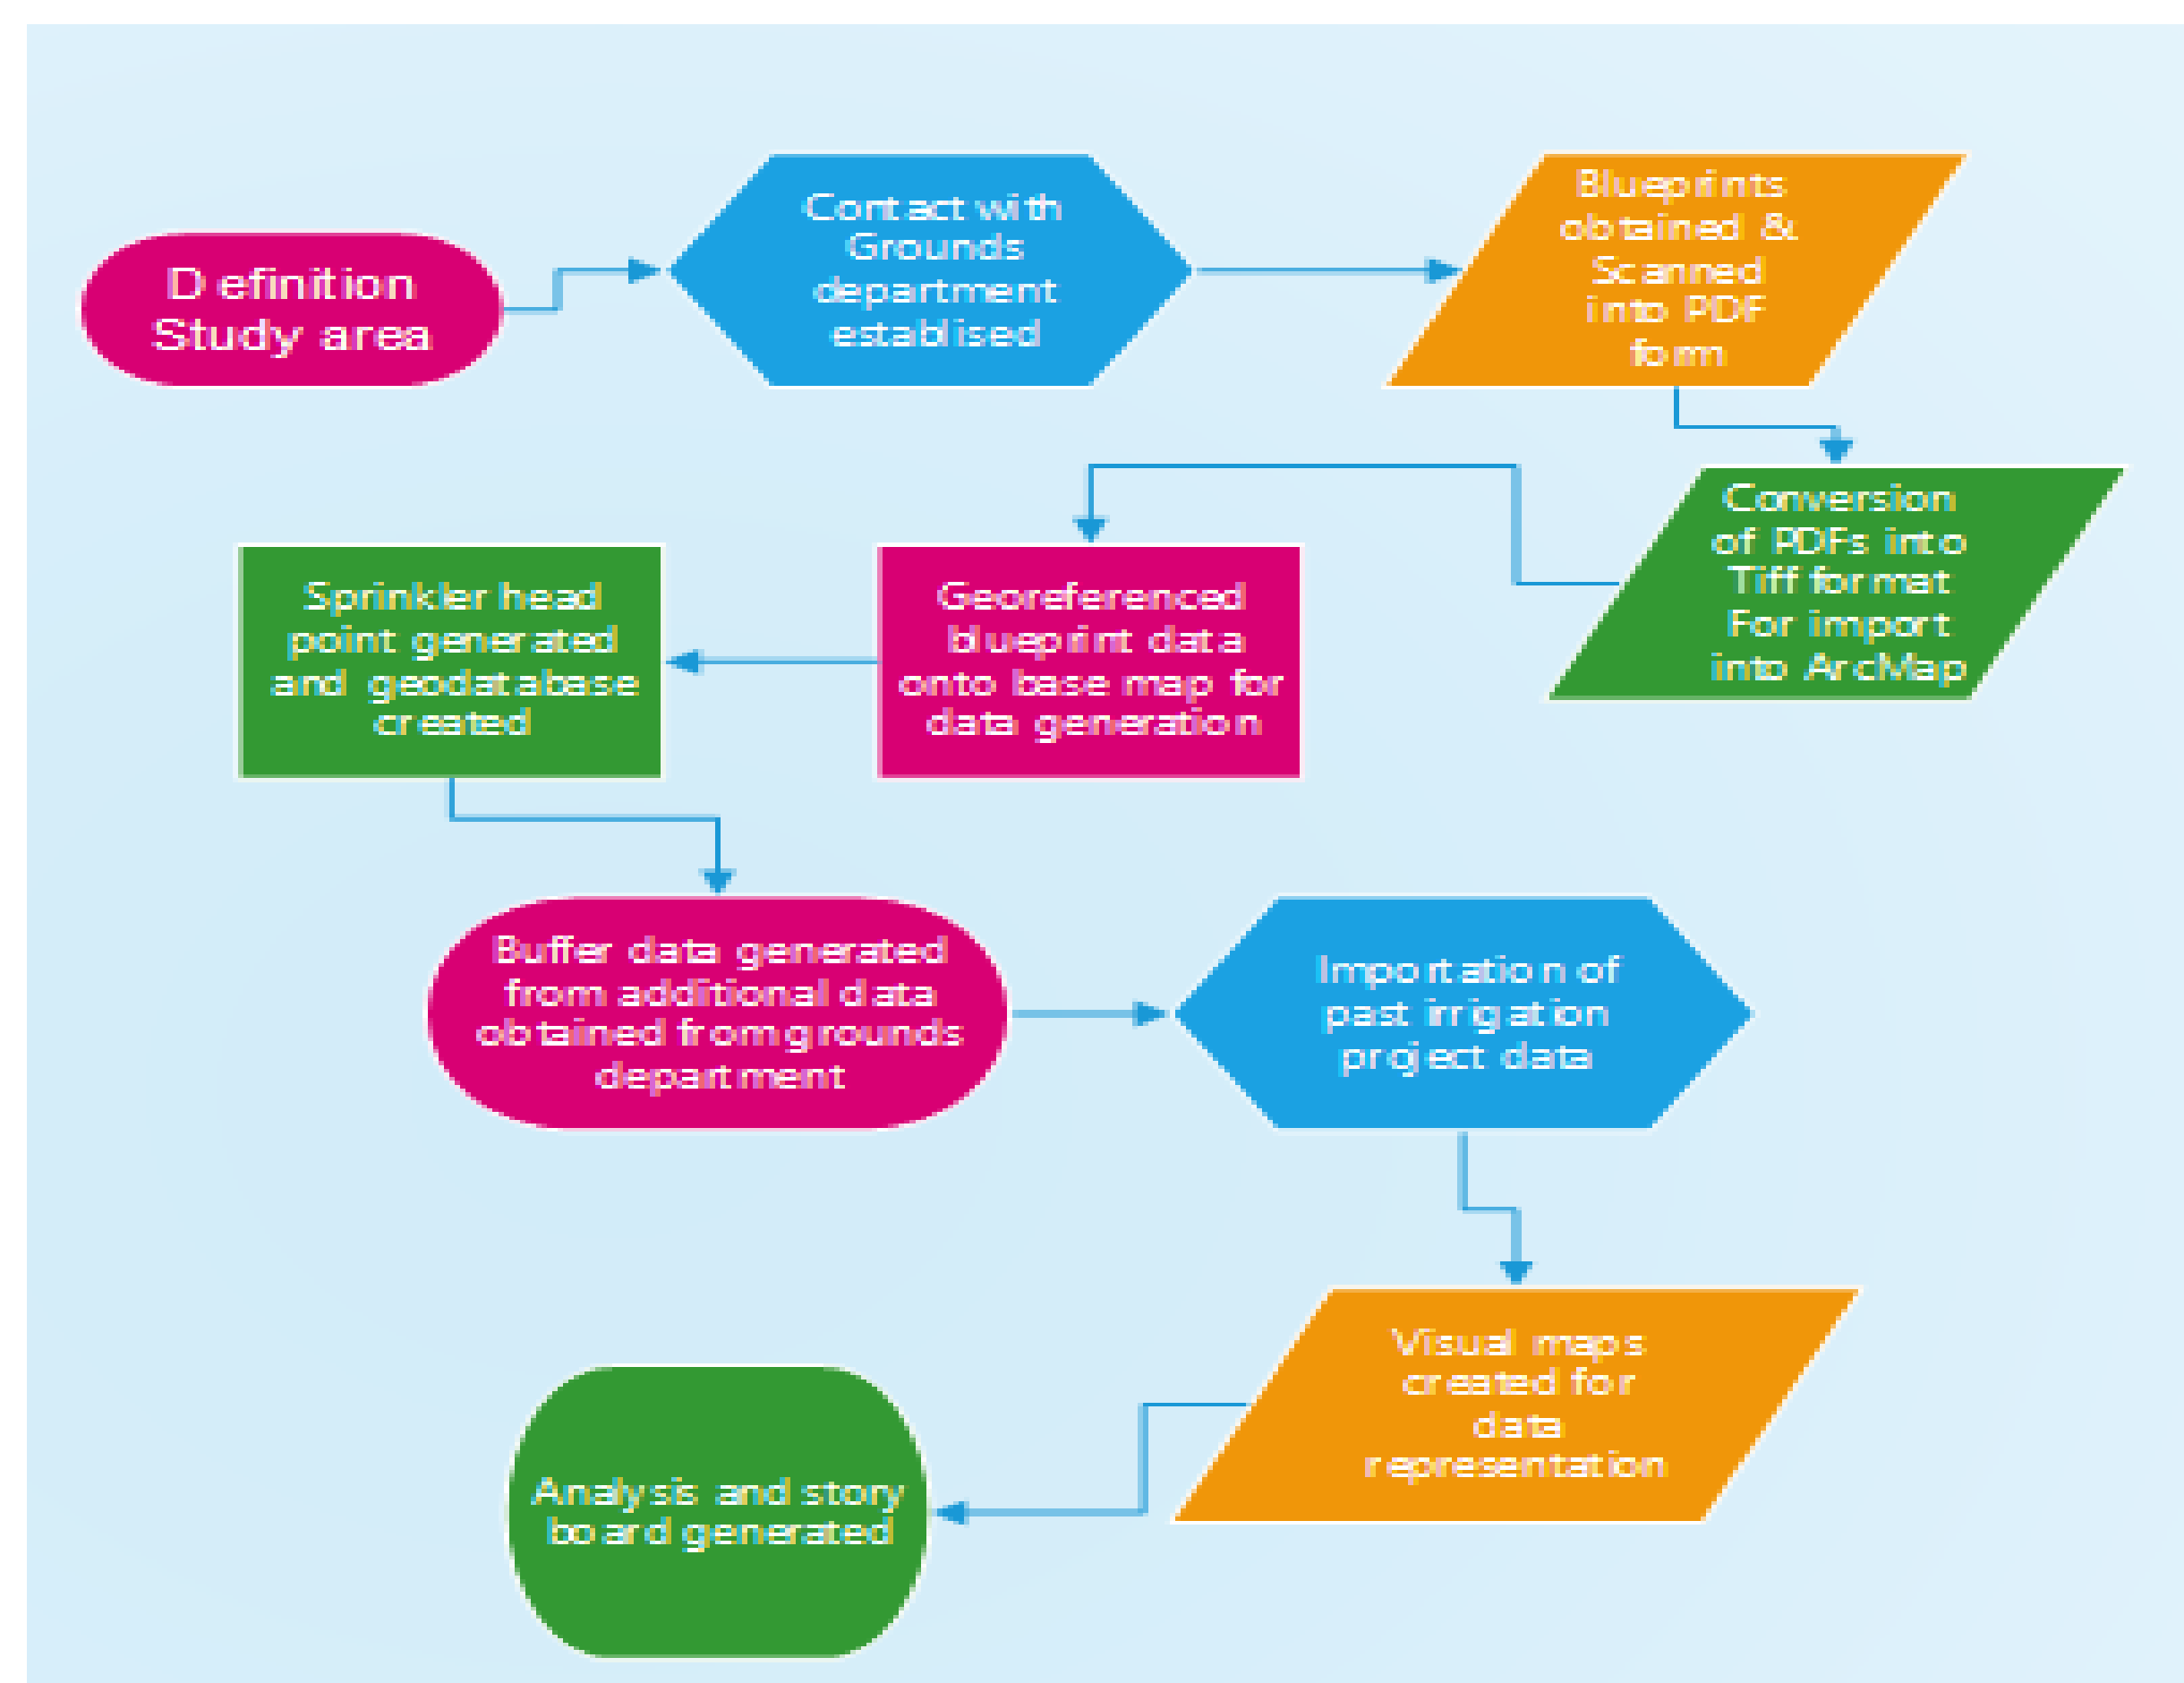 Definition
Study area
Contact with
Grounds
department
establised
Blueprints
obtained &
Scanned
into PDF
form
Conversion
of PDFs into
Tiff format
For import
into ArcMap
Georeferenced
blueprint data
onto base map for
data generation
Sprinkler head
point generated
and geodatabase
created
Buffer data generated
from additional data
obtained from grounds
department
Importation of
past irrigation
project data
Visual maps
created for
data
representation
Analysis and story
board generated